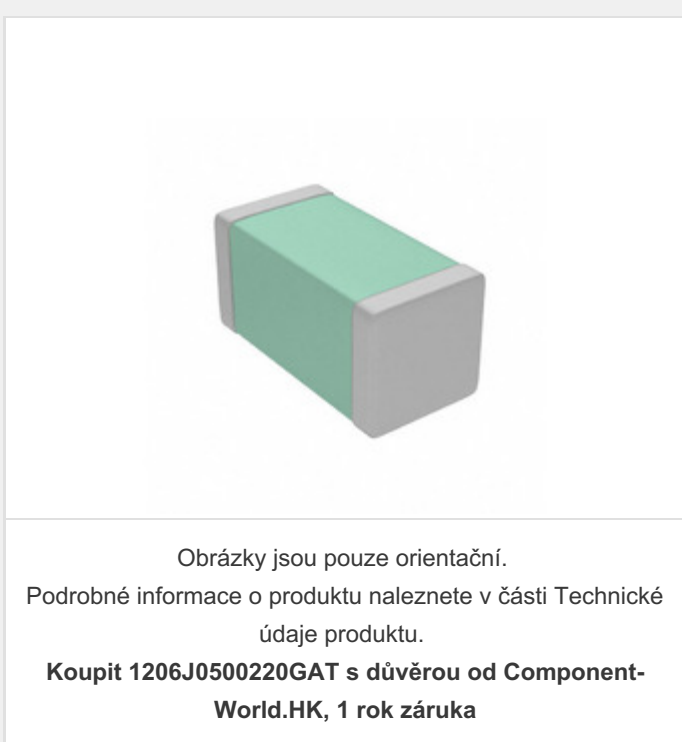 Obrázky jsou pouze orientační.
Podrobné informace o produktu naleznete v části Technické
údaje produktu.
Koupit 1206J0500220GAT s důvěrou od Component-
World.HK, 1 rok záruka